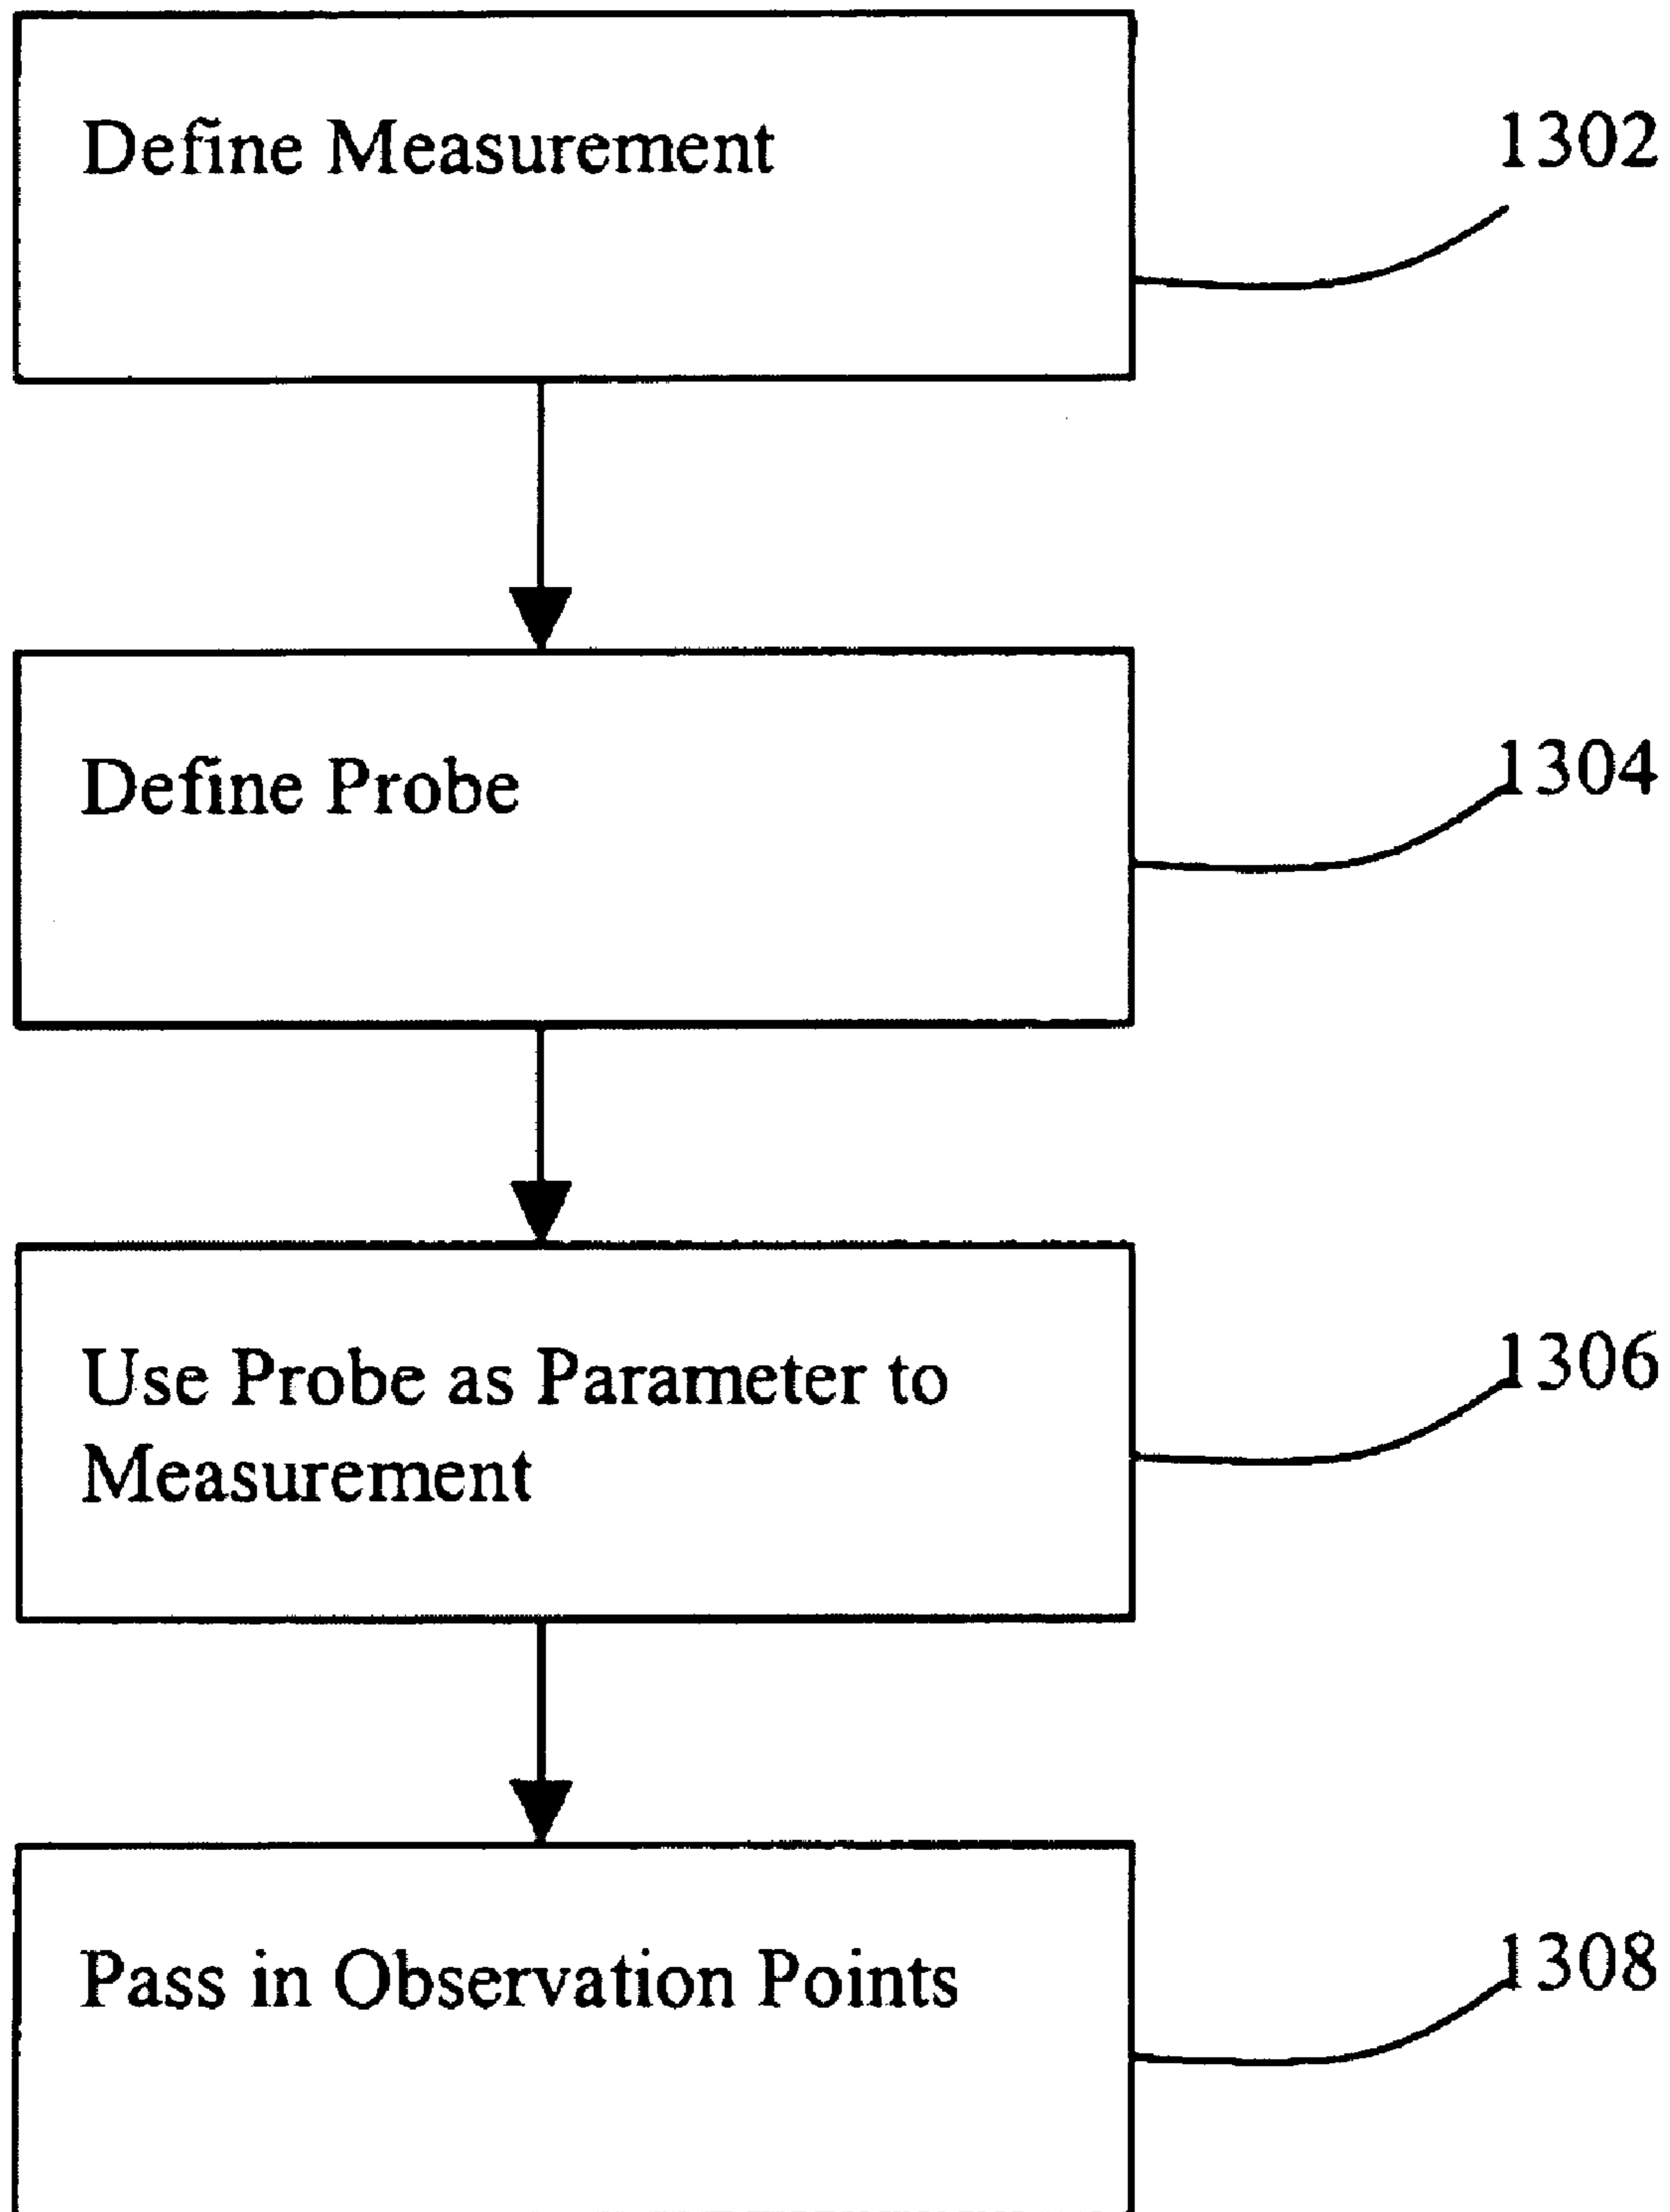 Define Measurement
1302
Define Probe
1304
Use Probe as Parameter to
Measurement
1306
Pass in Observation Points
1308